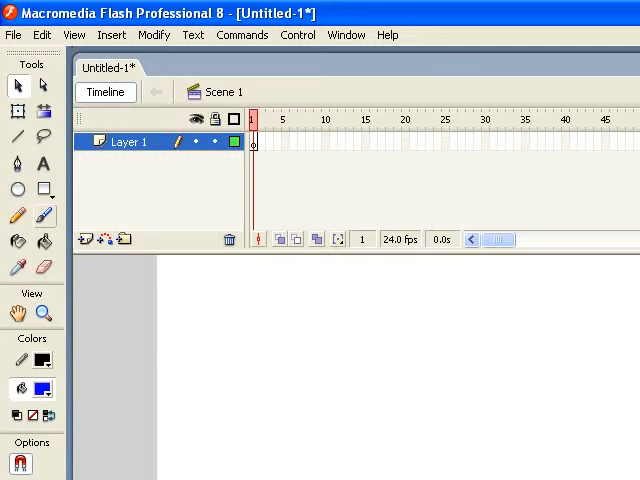 Macromedia Flash Professional 8 - [Untitled-1*]
File Edit View Insert Modify Text Commands Control Window Help
Tools
Untitled-1*
Timeline Scene 1
1 5 10 15 20 25 30 35 40 45
Layer 1
A
1 24.0 fps 0.0s
View
Colors
Options